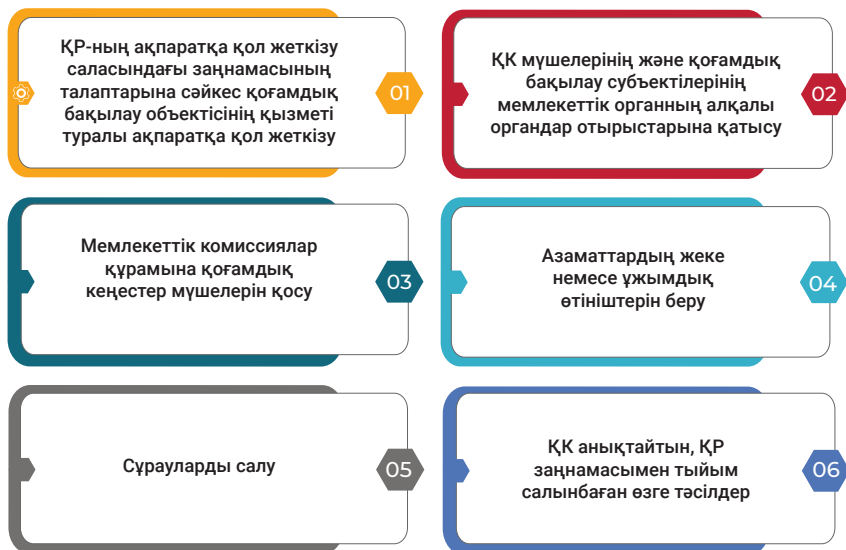 ҚР-ның ақпаратқа қол жеткізу
саласындағы заңнамасының
талаптарына сәйкес қоғамдық
бақылау объектісінің қызметі
туралы ақпаратқа қол жеткізу
01
ҚК мүшелерінің және қоғамдық
бақылау субъектілерінің
мемлекеттік органның алқалы
органдар отырыстарына қатысу
02
Мемлекеттік комиссиялар
құрамына қоғамдық
кеңестер мүшелерін қосу
03
Азаматтардың жеке
немесе ұжымдық
өтініштерін беру
04
Сұрауларды салу
05
ҚК анықтайтын, ҚР
заңнамасымен тыйым
салынбаған өзге тәсілдер
06